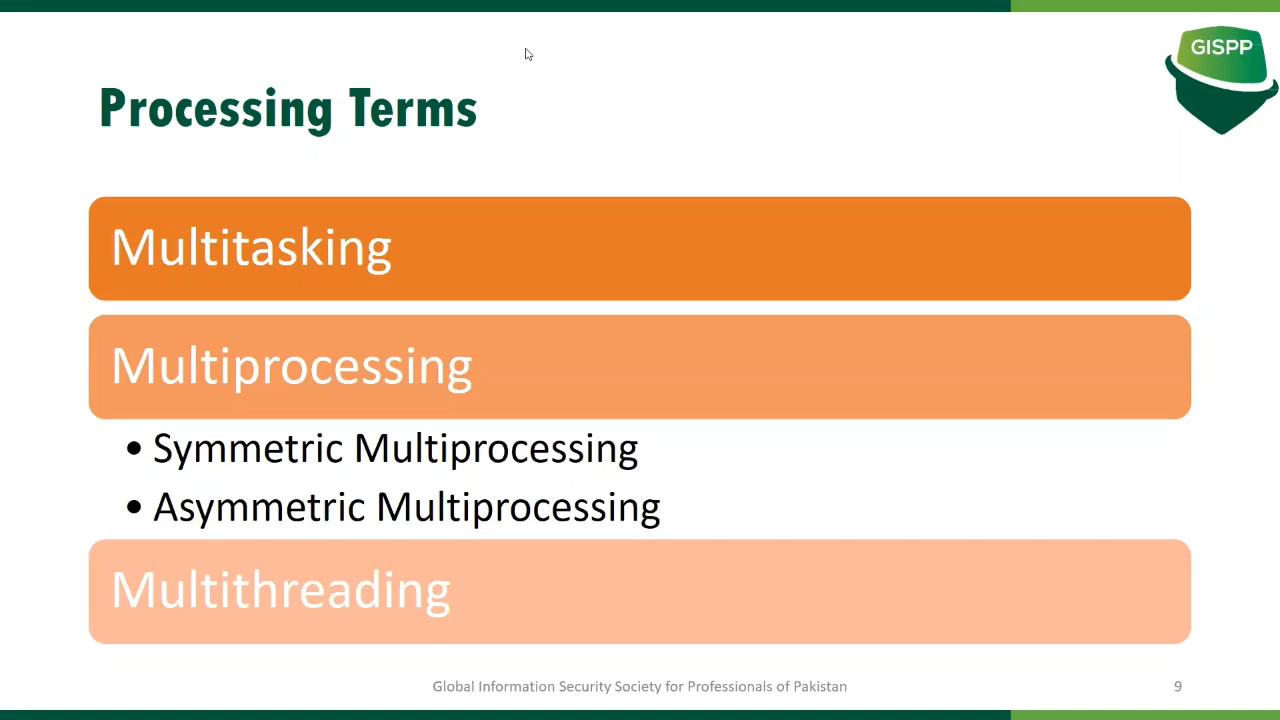 GISPP
Processing Terms
Multitasking
Multiprocessing
• Symmetric Multiprocessing
• Asymmetric Multiprocessing
Multithreading
Global Information Security Society for Professionals of Pakistan
9